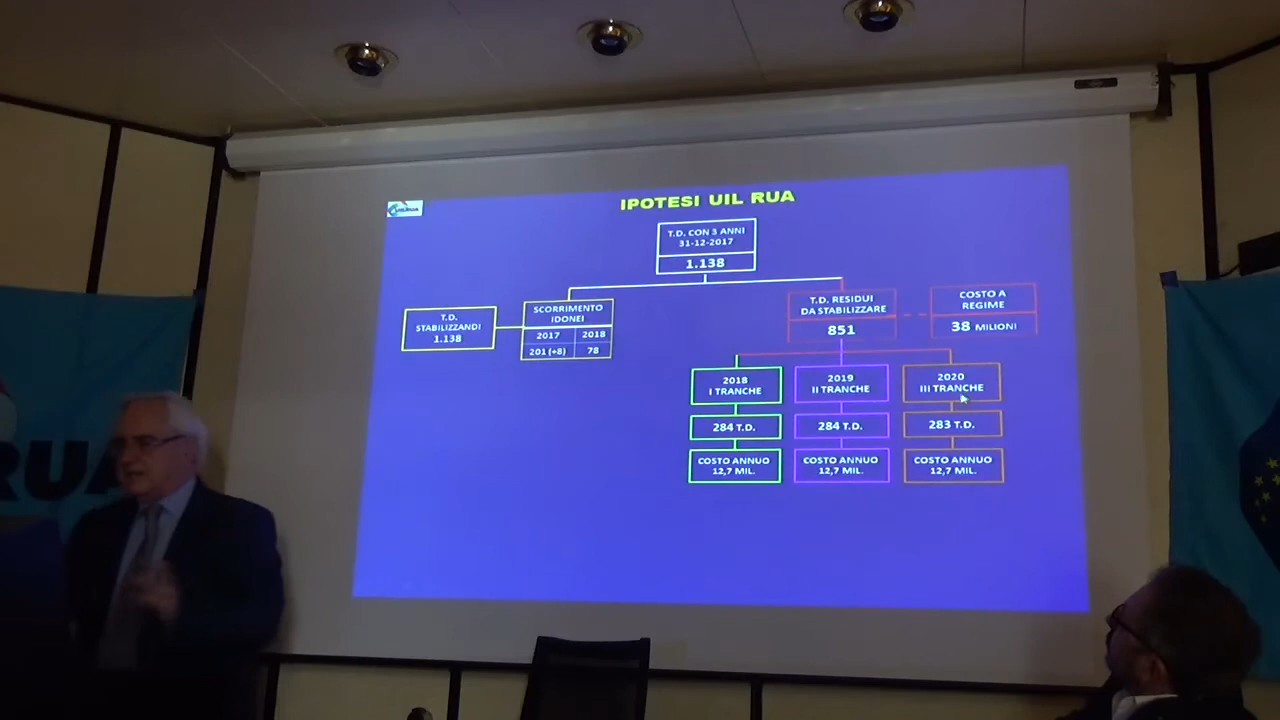 IPOTESI UIL RUA
UILRUA
T.D. CON 3 ANNI
31-12-2017
1.138
T.D.
STABILIZZANDI
1.138
SCORRIMENTO
IDONEI
2017 2018
201 (+8) 78
T.D. RESIDUI
DA STABILIZZARE
851
COSTO A
REGIME
38 MILIONI
2018
I TRANCHE
284 T.D.
COSTO ANNUO
12,7 MIL.
2019
II TRANCHE
284 T.D.
COSTO ANNUO
12,7 MIL.
2020
III TRANCHE
283 T.D.
COSTO ANNUO
12,7 MIL.
RUA